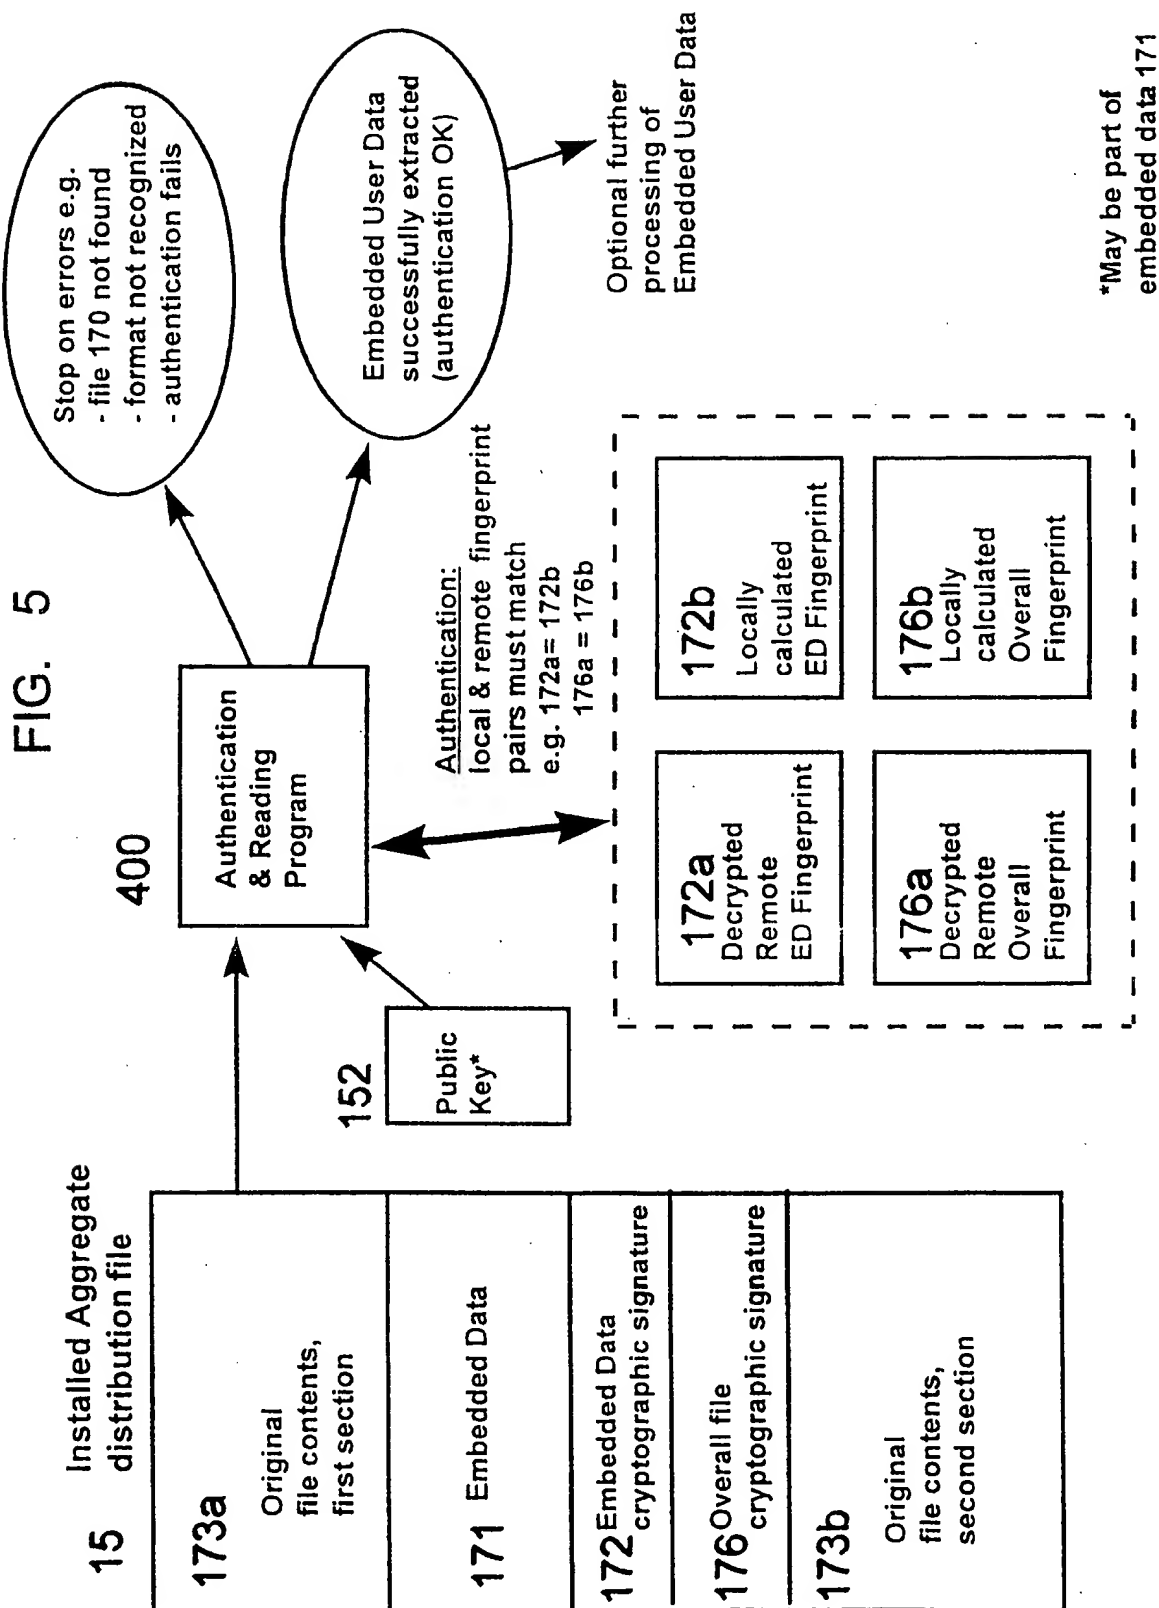 FIG. 5
15
Installed Aggregate
distribution file
173a
Original
file contents,
first section
171 Embedded Data
172 Embedded Data
cryptographic signature
176 Overall file
cryptographic signature
173b
Original
file contents,
second section
152
Public
Key*
400
Authentication
& Reading
Program
Stop on errors e.g.
- file 170 not found
- format not recognized
- authentication fails
Embedded User Data
successfully extracted
(authentication OK)
Optional further
processing of
Embedded User Data
Authentication:
local & remote fingerprint
pairs must match
e.g. 172a= 172b
176a = 176b
172a
Decrypted
Remote
ED Fingerprint
172b
Locally
calculated
ED Fingerprint
176a
Decrypted
Remote
Overall
Fingerprint
176b
Locally
calculated
Overall
Fingerprint
*May be part of
embedded data 171